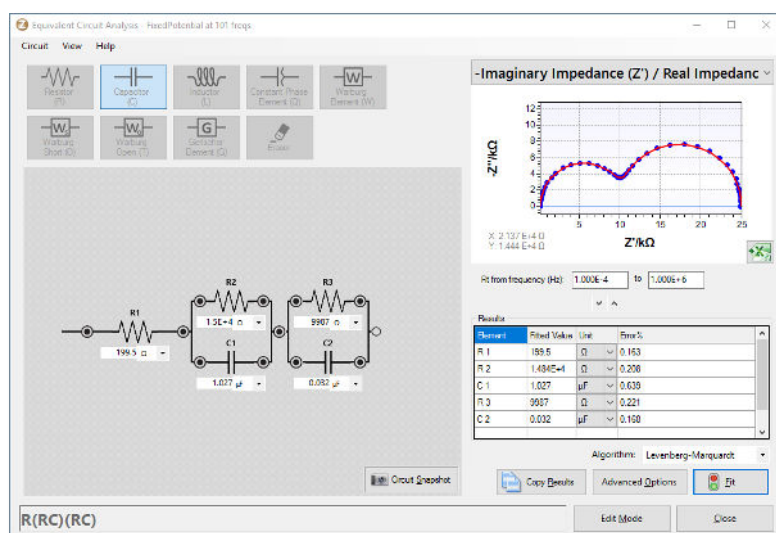 Equivalent Circuit Analysis - FixedPotential at 101 freqs
Circuit View Help
Resistor (R)
Capacitor (C)
Inductor (L)
Constant Phase Element (Q)
Warburg Element (W)
Warburg Short (O)
Warburg Open (T)
Gerischer Element (G)
Eraser
-Imaginary Impedance (Z') / Real Impedanc
-Z''/kΩ
12
10
8
6
4
2
0
5 10 15 20 25
X: 2.137 E+4 Ω
Y: 1.444 E+4 Ω
Z'/kΩ
Fit from frequency (Hz): 1.000E-4 to 1.000E+6
R1
199.5 Ω
R2
1.5E+4 Ω
C1
1.027 µF
R3
9987 Ω
C2
0.032 µF
Results
Element Fitted Value Unit Error%
R 1 199.5 Ω 0.163
R 2 1.484E+4 Ω 0.208
C 1 1.027 µF 0.639
R 3 9987 Ω 0.221
C 2 0.032 µF 0.168
Algorithm: Levenberg-Marquardt
Circuit Snapshot
Copy Results
Advanced Options
Fit
R(RC)(RC)
Edit Mode
Close